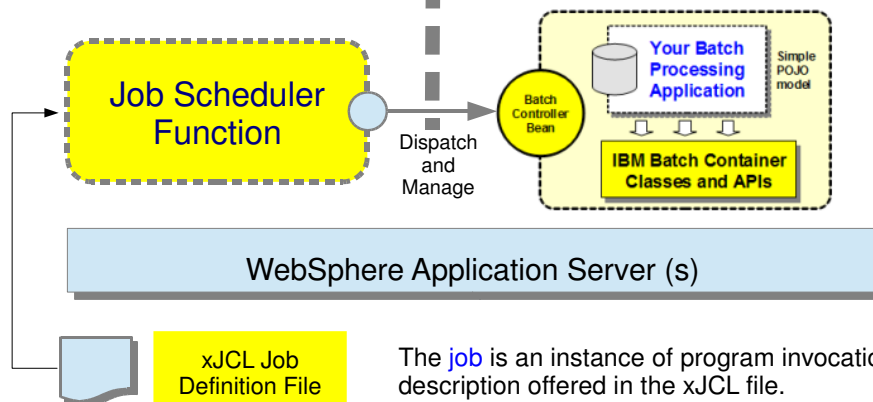 Job Scheduler
Function
Dispatch
and
Manage
Batch
Controller
Bean
Your Batch
Processing
Application
Simple
POJO
model
IBM Batch Container
Classes and APIs
WebSphere Application Server (s)
xJCL Job
Definition File
The job is an instance of program invocatio
description offered in the xJCL file.